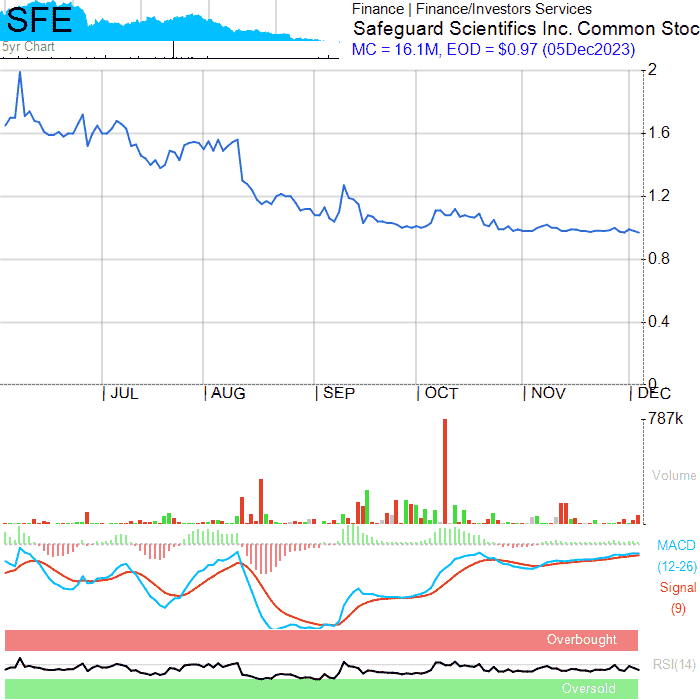 SFE
5yr Chart
Finance | Finance/Investors Services
Safeguard Scientifics Inc. Common Stoc
MC = 16.1M, EOD = $0.97 (05Dec2023)
2
1.6
1.2
0.8
0.4
0
JUL AUG SEP OCT NOV DEC
787k
Volume
MACD
(12-26)
Signal
(9)
Overbought
RSI(14)
Oversold